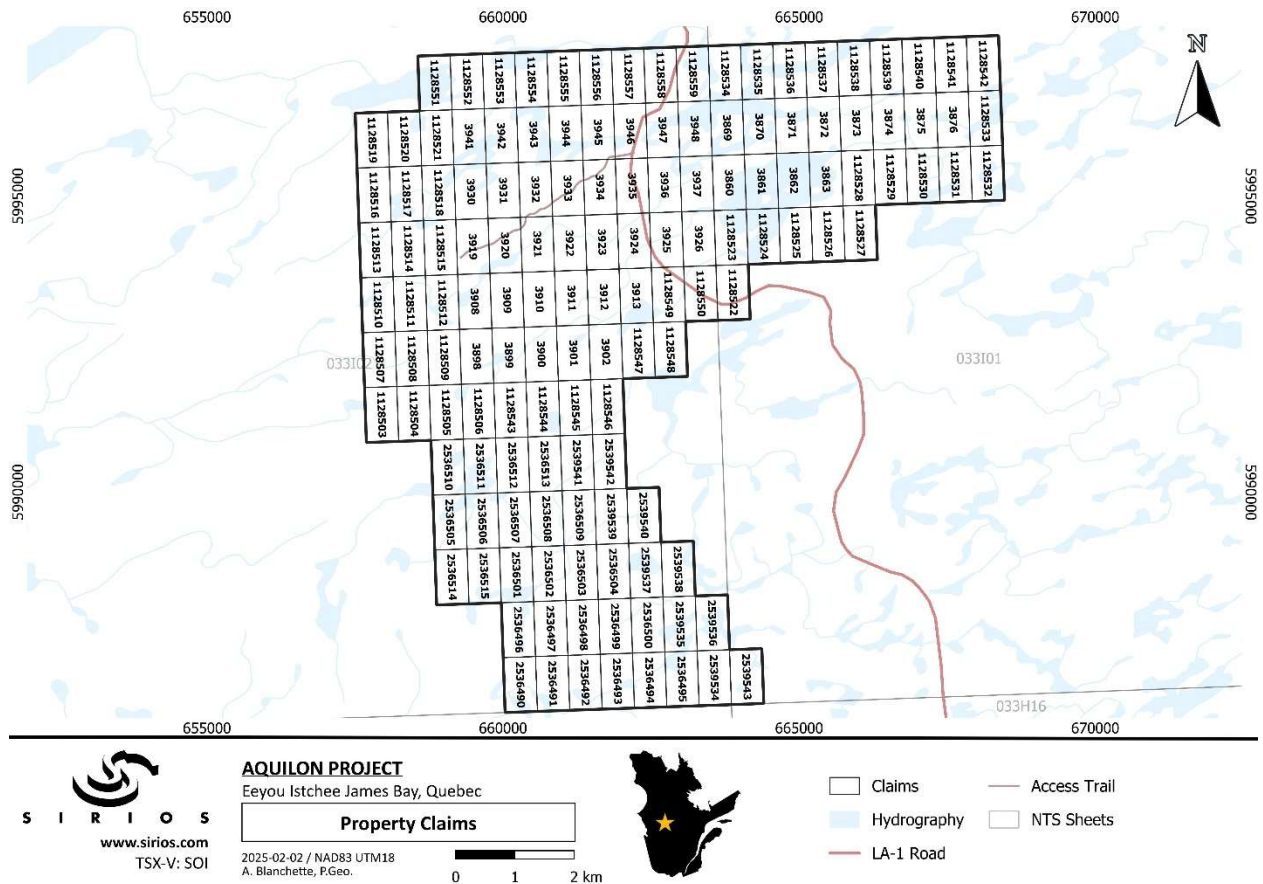 655000 660000 665000 670000
N
1128551 1128552 1128553 1128554 1128555 1128556 1128557 1128558 1128559 1128534 1128535 1128536 1128537 1128538 1128539 1128540 1128541 1128542
1128519 1128520 1128521 3941 3942 3943 3944 3945 3946 3947 3948 3869 3870 3871 3872 3873 3874 3875 3876 1128533
1128516 1128517 1128518 3930 3931 3932 3933 3934 3935 3936 3937 3860 3861 3862 3863 1128528 1128529 1128530 1128531 1128532
5995000 5995000
1128513 1128514 1128515 3919 3920 3921 3922 3923 3924 3925 3926 1128523 1128524 1128525 1128526 1128527
1128510 1128511 1128512 3908 3909 3910 3911 3912 3913 1128549 1128550 1128522
1128507 1128508 1128509 3898 3899 3900 3901 3902 1128547 1128548
033I02 033I01
1128503 1128504 1128505 1128506 1128543 1128544 1128545 1128546
2536510 2536511 2536512 2536513 2539541 2539542
5990000 5990000
2536505 2536506 2536507 2536508 2536509 2539539 2539540
2536514 2536515 2536501 2536502 2536503 2536504 2539537 2539538
2536496 2536497 2536498 2536499 2536500 2539535 2539536
2536490 2536491 2536492 2536493 2536494 2536495 2539534 2539543
033H16
655000 660000 665000 670000
SIRIOS
www.sirios.com
TSX-V: SOI
AQUILON PROJECT
Eeyou Istchee James Bay, Quebec
Property Claims
2025-02-02 / NAD83 UTM18
A. Blanchette, P.Geo.
0 1 2 km
Claims
Hydrography
LA-1 Road
Access Trail
NTS Sheets